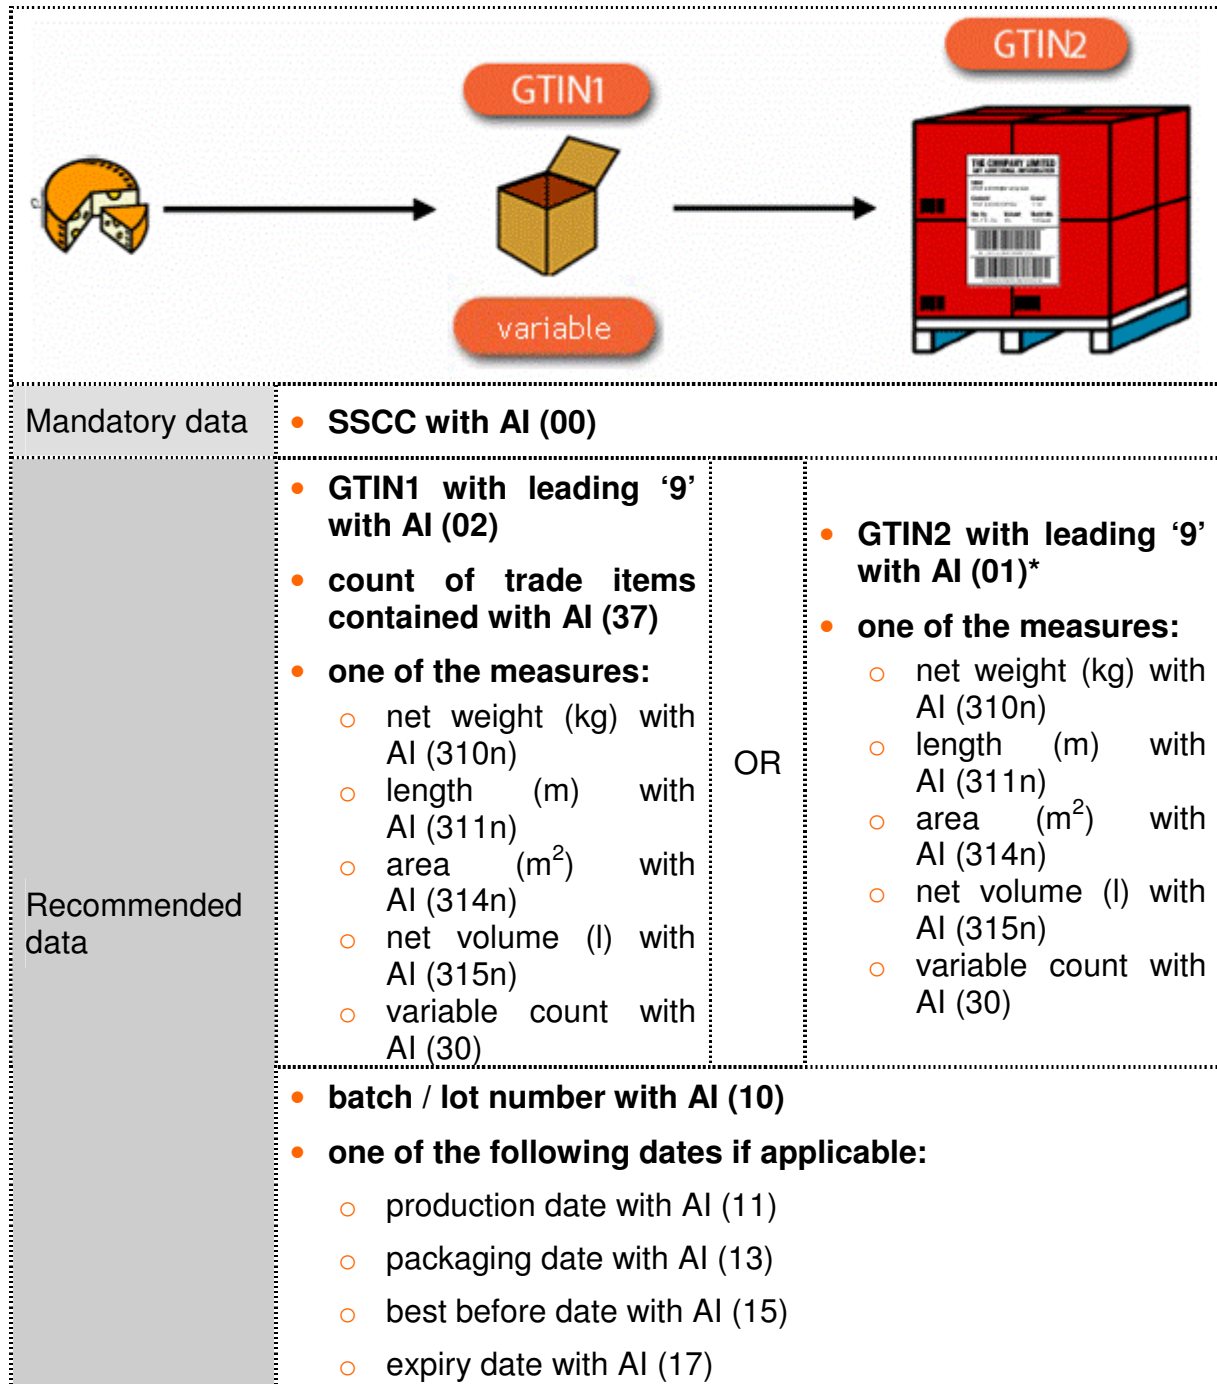 GTIN2
GTIN1
THE COMPANY LIMITED
variable
Mandatory data
• SSCC with AI (00)
Recommended
data
• GTIN1 with leading ‘9’
with AI (02)
• count of trade items
contained with AI (37)
• one of the measures:
o net weight (kg) with
AI (310n)
o length (m) with
AI (311n)
o area (m²) with
AI (314n)
o net volume (l) with
AI (315n)
o variable count with
AI (30)
OR
• GTIN2 with leading ‘9’
with AI (01)*
• one of the measures:
o net weight (kg) with
AI (310n)
o length (m) with
AI (311n)
o area (m²) with
AI (314n)
o net volume (l) with
AI (315n)
o variable count with
AI (30)
• batch / lot number with AI (10)
• one of the following dates if applicable:
o production date with AI (11)
o packaging date with AI (13)
o best before date with AI (15)
o expiry date with AI (17)